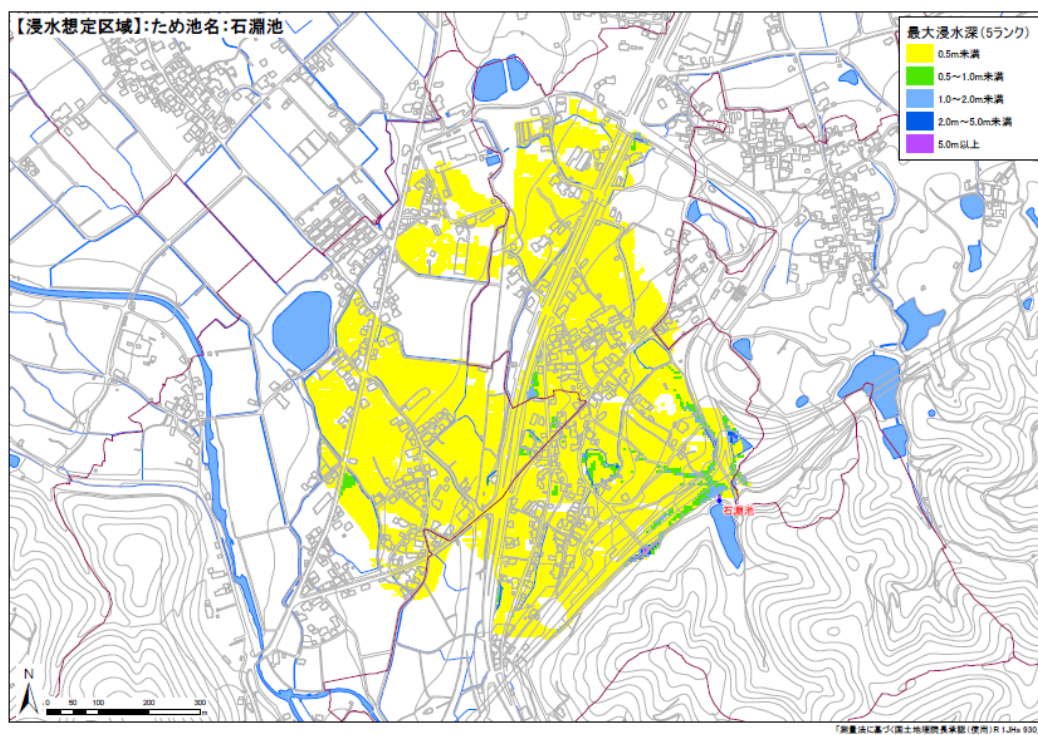 【浸水想定区域】:ため池名:石淵池
最大浸水深(5ランク)
0.5m未満
0.5～1.0m未満
1.0～2.0m未満
2.0m～5.0m未満
5.0m以上
石淵池
N
0 50 100 200 300
m
「測量法に基づく国土地理院長承認(使用)R 1JHs 930」